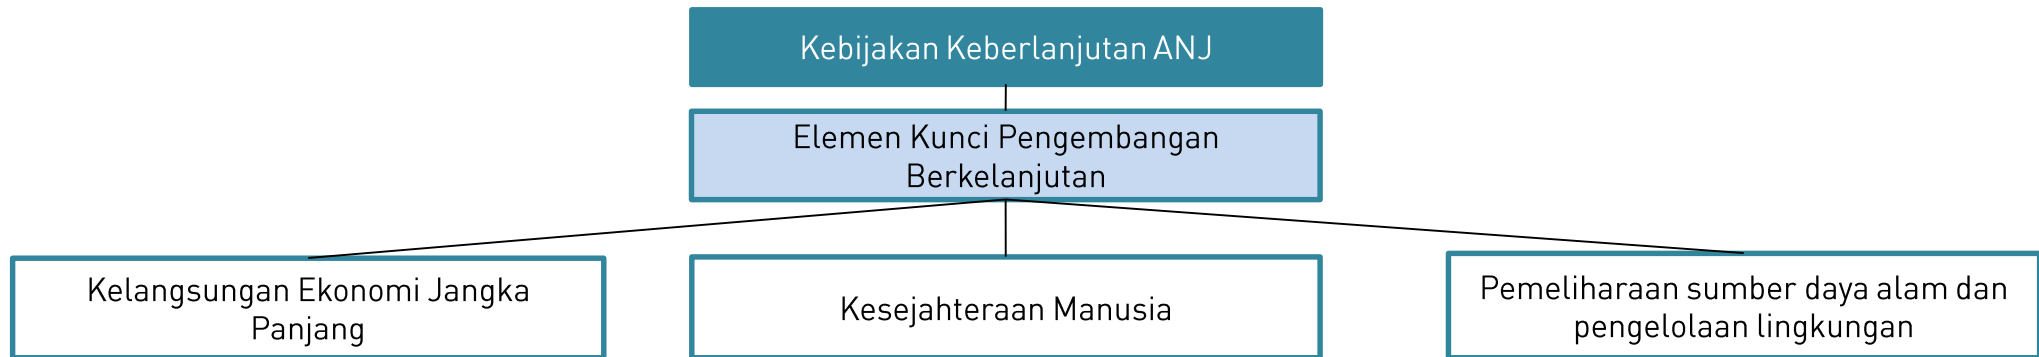 Kebijakan Keberlanjutan ANJ
Elemen Kunci Pengembangan
Berkelanjutan
Kelangsungan Ekonomi Jangka
Panjang
Kesejahteraan Manusia
Pemeliharaan sumber daya alam dan
pengelolaan lingkungan